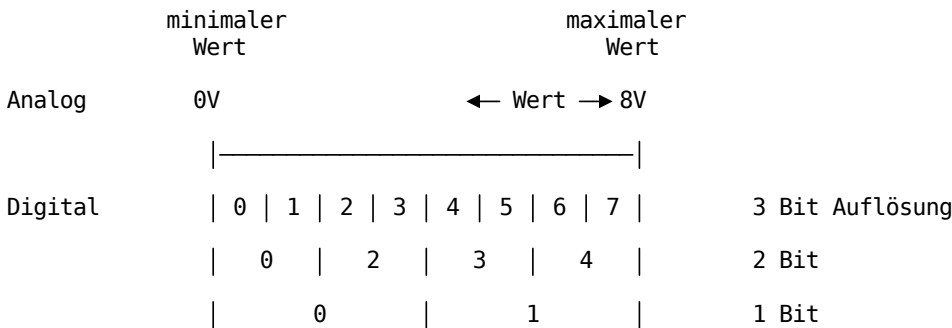 minimaler maximaler
Wert Wert
Analog 0V ← Wert → 8V
Digital | 0 | 1 | 2 | 3 | 4 | 5 | 6 | 7 | 3 Bit Auflösung
| 0 | 2 | 3 | 4 | 2 Bit
| 0 | 1 | 1 Bit